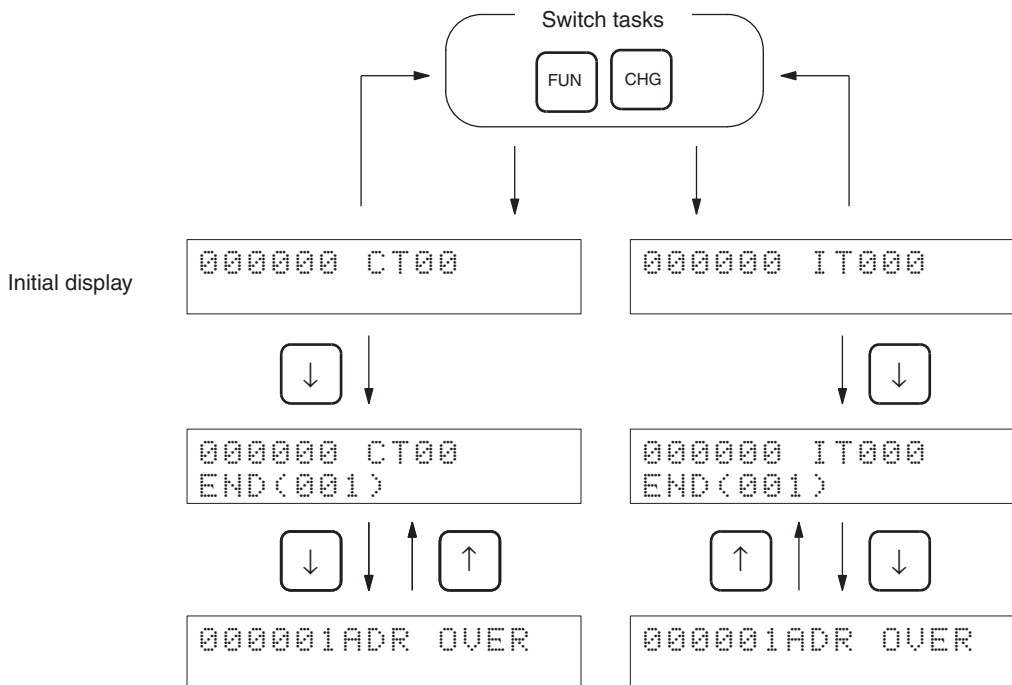 Switch tasks
FUN CHG
Initial display
000000 CT00
000000 IT000
↓
↓
000000 CT00
END(001)
000000 IT000
END(001)
↓ ↑
↑ ↓
000001ADR OVER
000001ADR OVER